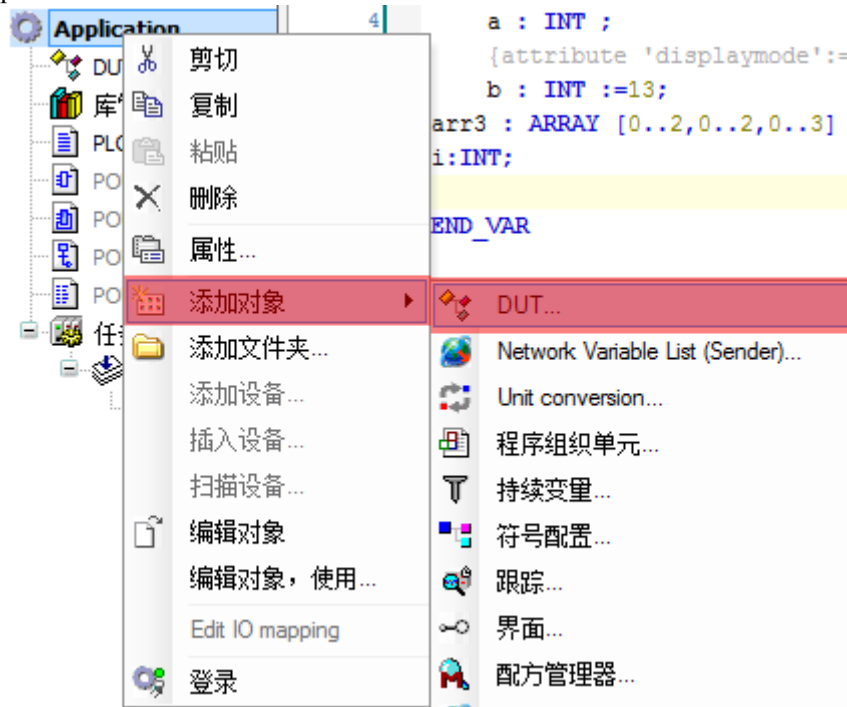 Application
DU
库
PLC
PO
PO
PO
PO
任
剪切
复制
粘贴
删除
属性...
添加对象
添加文件夹...
添加设备...
插入设备...
扫描设备...
编辑对象
编辑对象，使用...
Edit IO mapping
登录
4
a : INT ;
{attribute 'displaymode':=
b : INT :=13;
arr3 : ARRAY [0..2,0..2,0..3]
i:INT;
END_VAR
DUT...
Network Variable List (Sender)...
Unit conversion...
程序组织单元...
持续变量...
符号配置...
跟踪...
界面...
配方管理器...